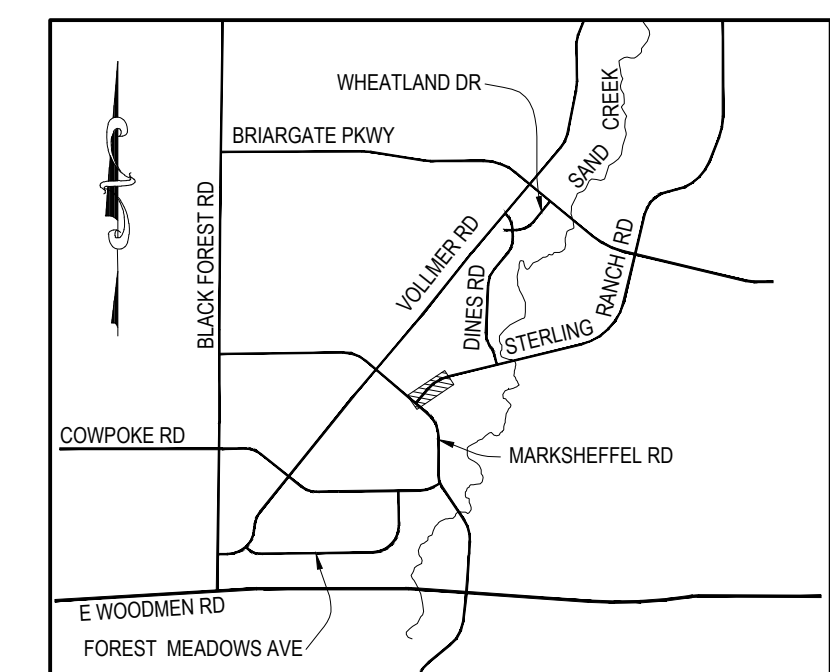 WHEATLAND DR
BRIARGATE PKWY
SAND CREEK
BLACK FOREST RD
VOLLMER RD
DINES RD
STERLING RANCH RD
COWPOKE RD
MARKSHEFFEL RD
E WOODMEN RD
FOREST MEADOWS AVE